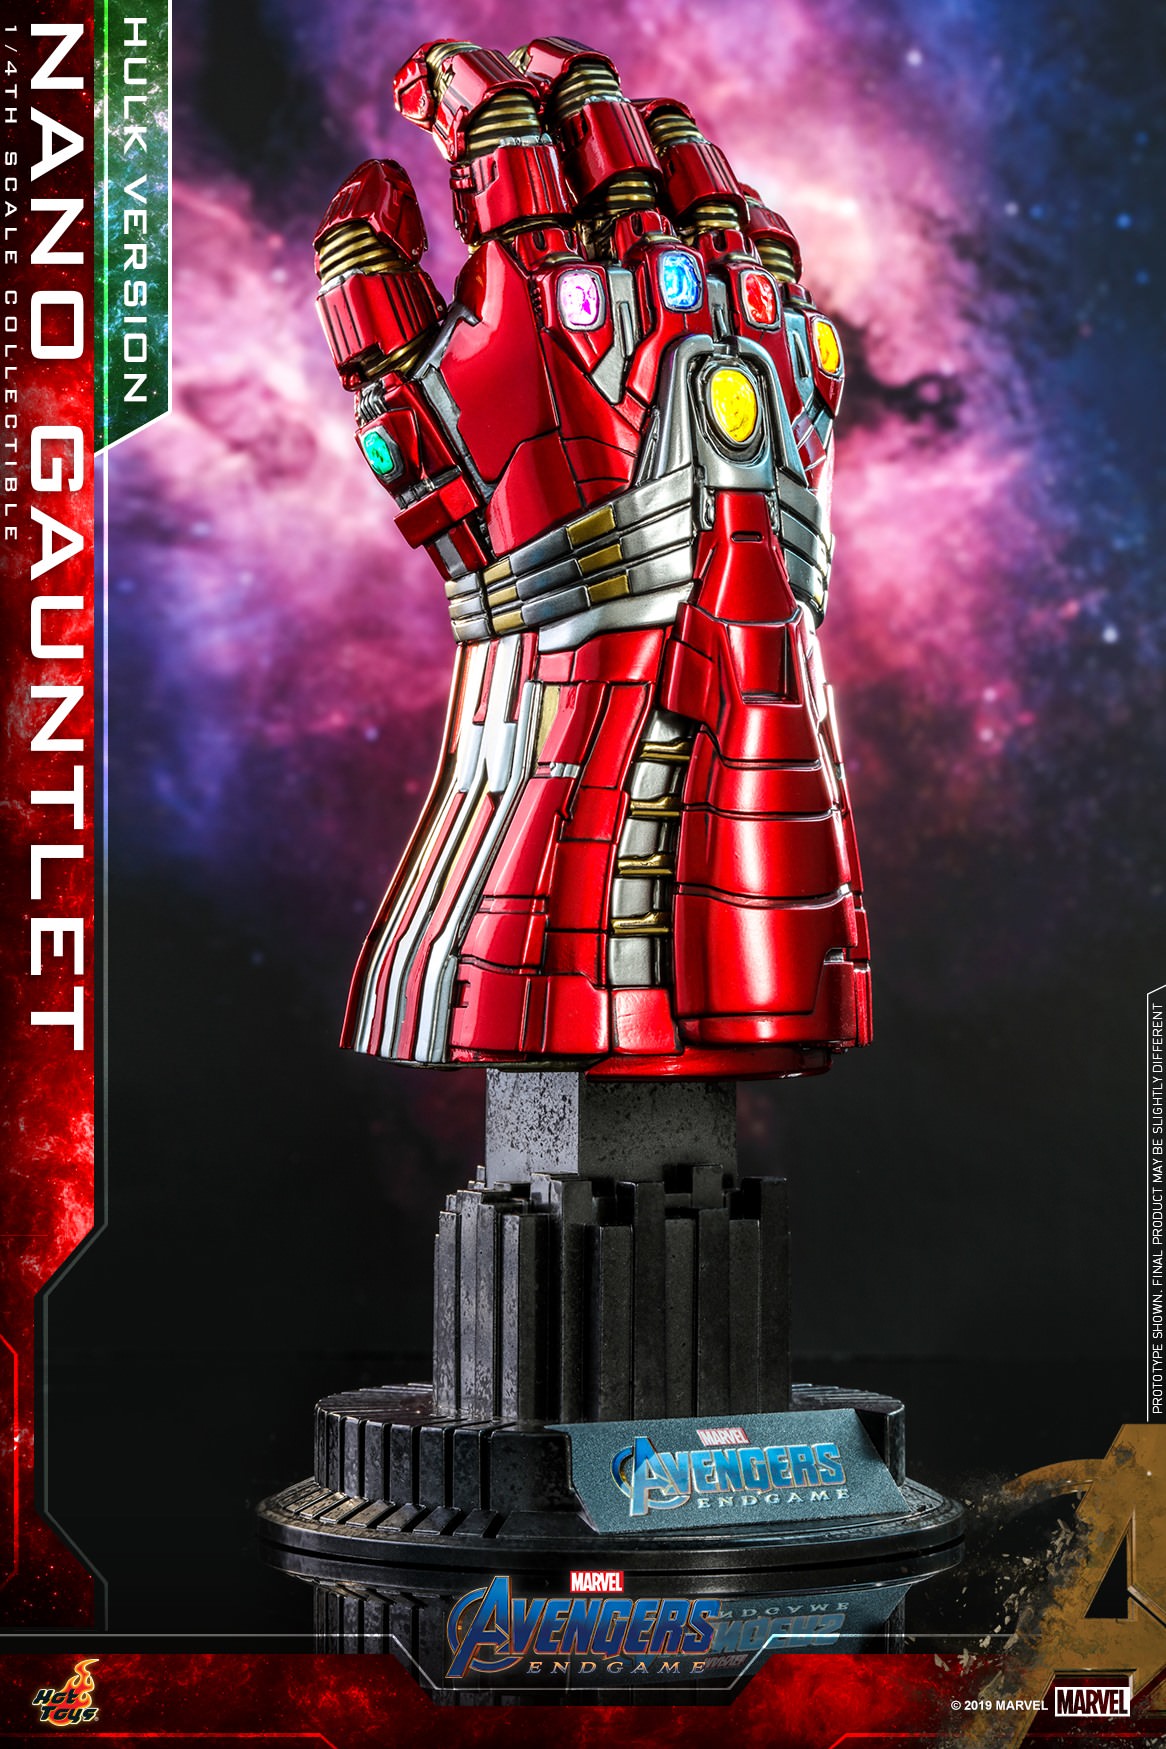 HULK VERSION
NANO GAUNTLET
1/4TH SCALE COLLECTIBLE
MARVEL
AVENGERS
ENDGAME
MARVEL
AVENGERS
ENDGAME
Hot
Toys
© 2019 MARVEL
MARVEL
PROTOTYPE SHOWN. FINAL PRODUCT MAY BE SLIGHTLY DIFFERENT